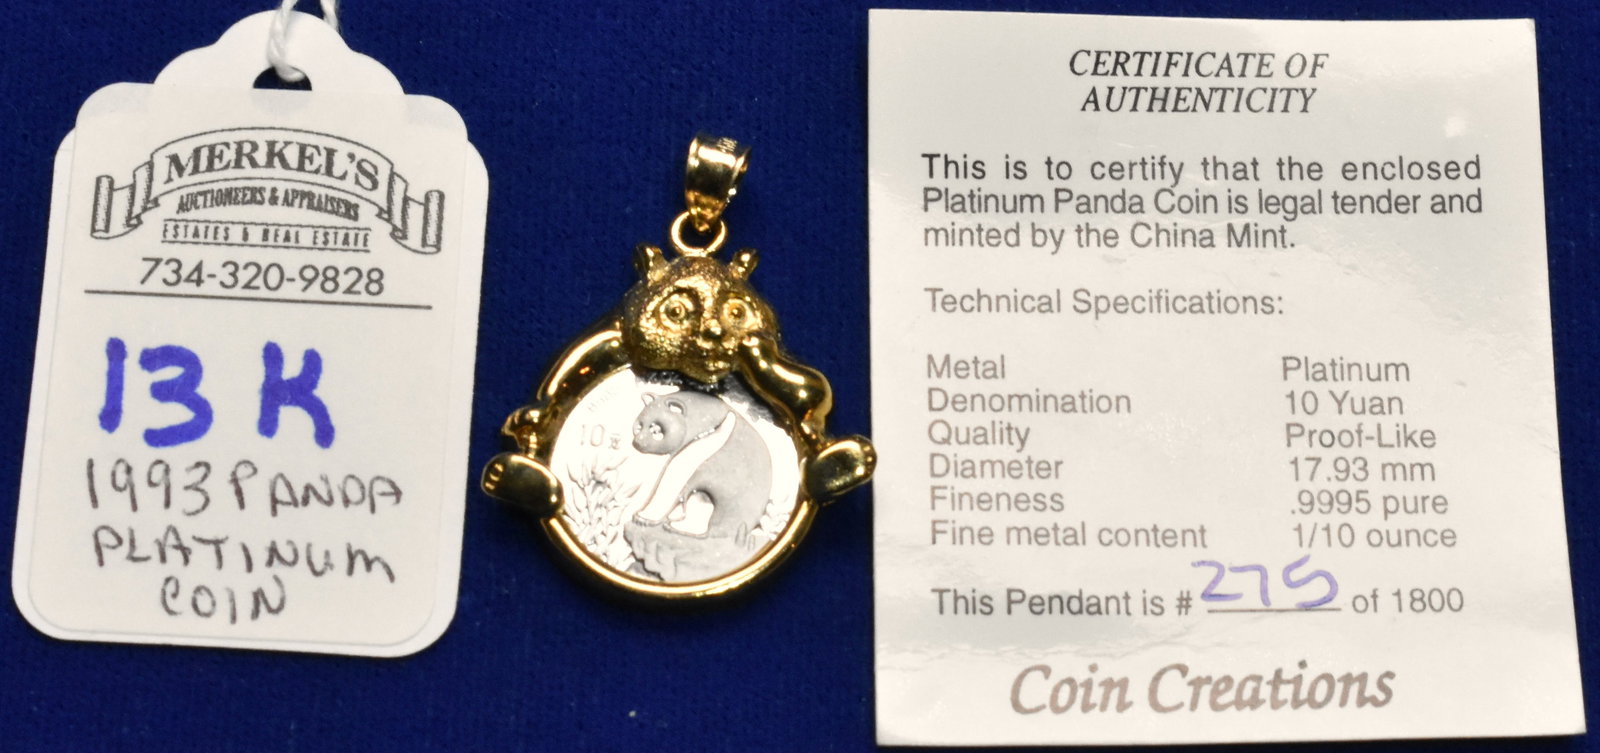 MERKEL'S
AUCTIONEERS & APPRAISERS
ESTATES & REAL ESTATE
734-320-9828
13 K
1993 PANDA
PLATINUM
COIN
10元
CERTIFICATE OF
AUTHENTICITY
This is to certify that the enclosed
Platinum Panda Coin is legal tender and
minted by the China Mint.
Technical Specifications:
Metal Platinum
Denomination 10 Yuan
Quality Proof-Like
Diameter 17.93 mm
Fineness .9995 pure
Fine metal content 1/10 ounce
This Pendant is # 275 of 1800
Coin Creations